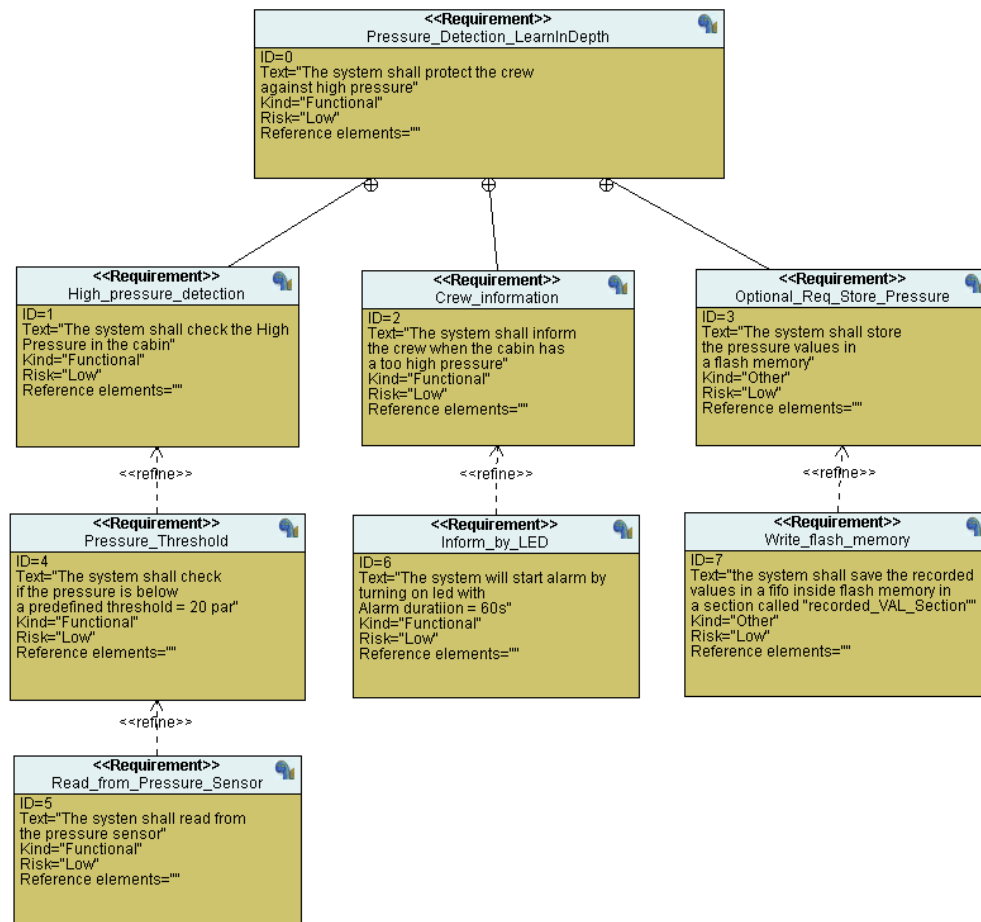 <<Requirement>>
Pressure_Detection_LearnInDepth
ID=0
Text="The system shall protect the crew
against high pressure"
Kind="Functional"
Risk="Low"
Reference elements=""
<<Requirement>>
High_pressure_detection
ID=1
Text="The system shall check the High
Pressure in the cabin"
Kind="Functional"
Risk="Low"
Reference elements=""
<<Requirement>>
Crew_information
ID=2
Text="The system shall inform
the crew when the cabin has
a too high pressure"
Kind="Functional"
Risk="Low"
Reference elements=""
<<Requirement>>
Optional_Req_Store_Pressure
ID=3
Text="The system shall store
the pressure values in
a flash memory"
Kind="Other"
Risk="Low"
Reference elements=""
<<refine>>
<<refine>>
<<refine>>
<<Requirement>>
Pressure_Threshold
ID=4
Text="The system shall check
if the pressure is below
a predefined threshold = 20 par"
Kind="Functional"
Risk="Low"
Reference elements=""
<<Requirement>>
Inform_by_LED
ID=6
Text="The system will start alarm by
turning on led with
Alarm duratiion = 60s"
Kind="Functional"
Risk="Low"
Reference elements=""
<<Requirement>>
Write_flash_memory
ID=7
Text="the system shall save the recorded
values in a fifo inside flash memory in
a section called "recorded_VAL_Section""
Kind="Other"
Risk="Low"
Reference elements=""
<<refine>>
<<Requirement>>
Read_from_Pressure_Sensor
ID=5
Text="The systen shall read from
the pressure sensor"
Kind="Functional"
Risk="Low"
Reference elements=""